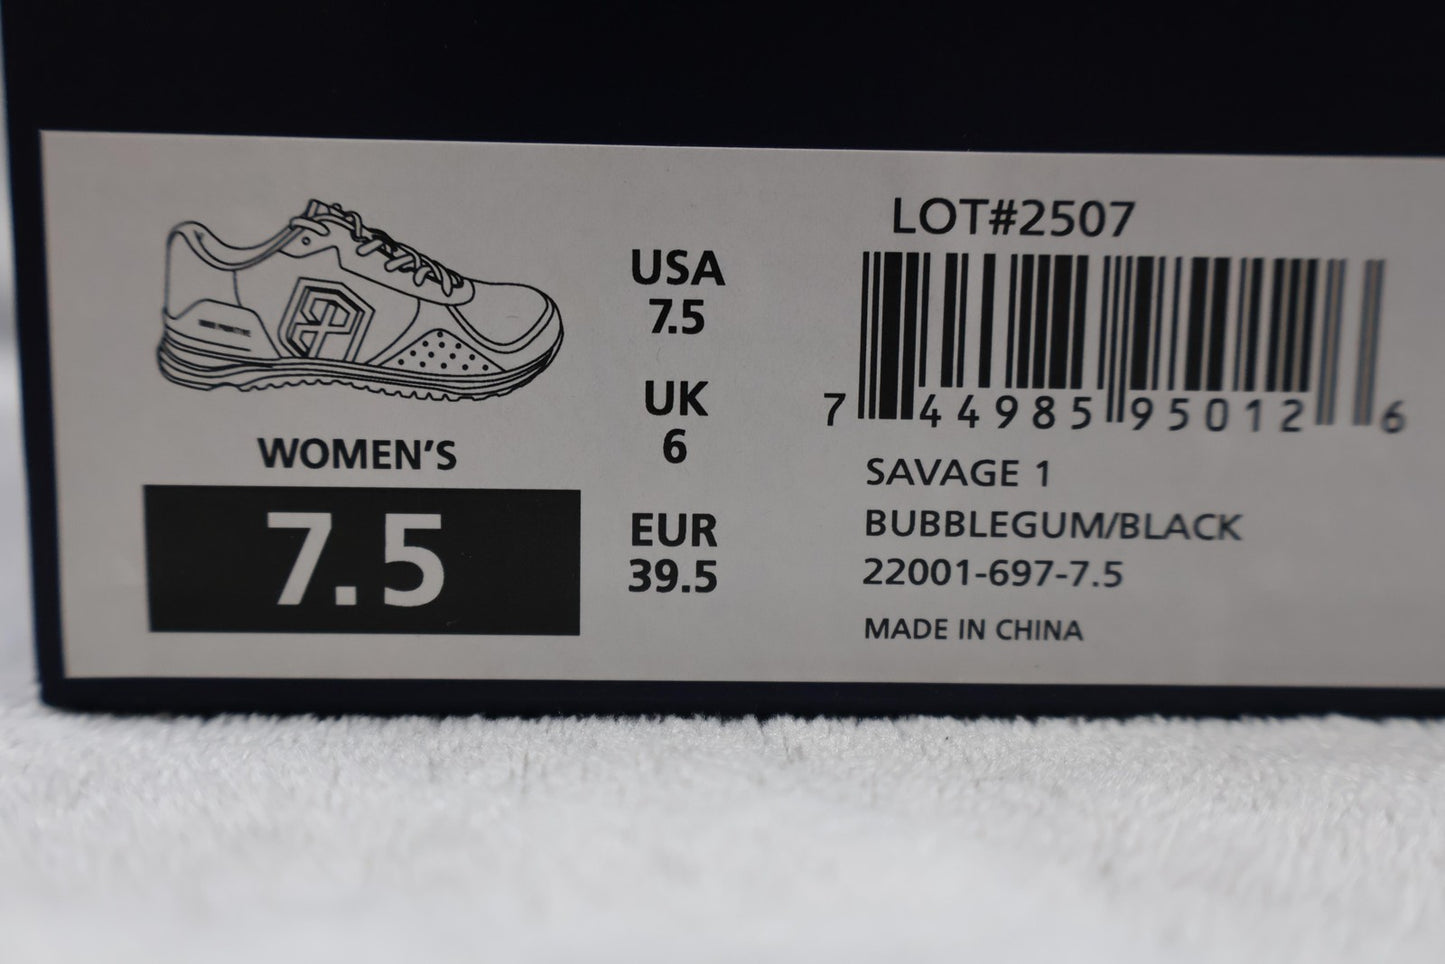 LOT#2507
USA
7.5
UK
6
EUR
39.5
WOMEN'S
7.5
7 44985 95012 6
SAVAGE 1
BUBBLEGUM/BLACK
22001-697-7.5
MADE IN CHINA